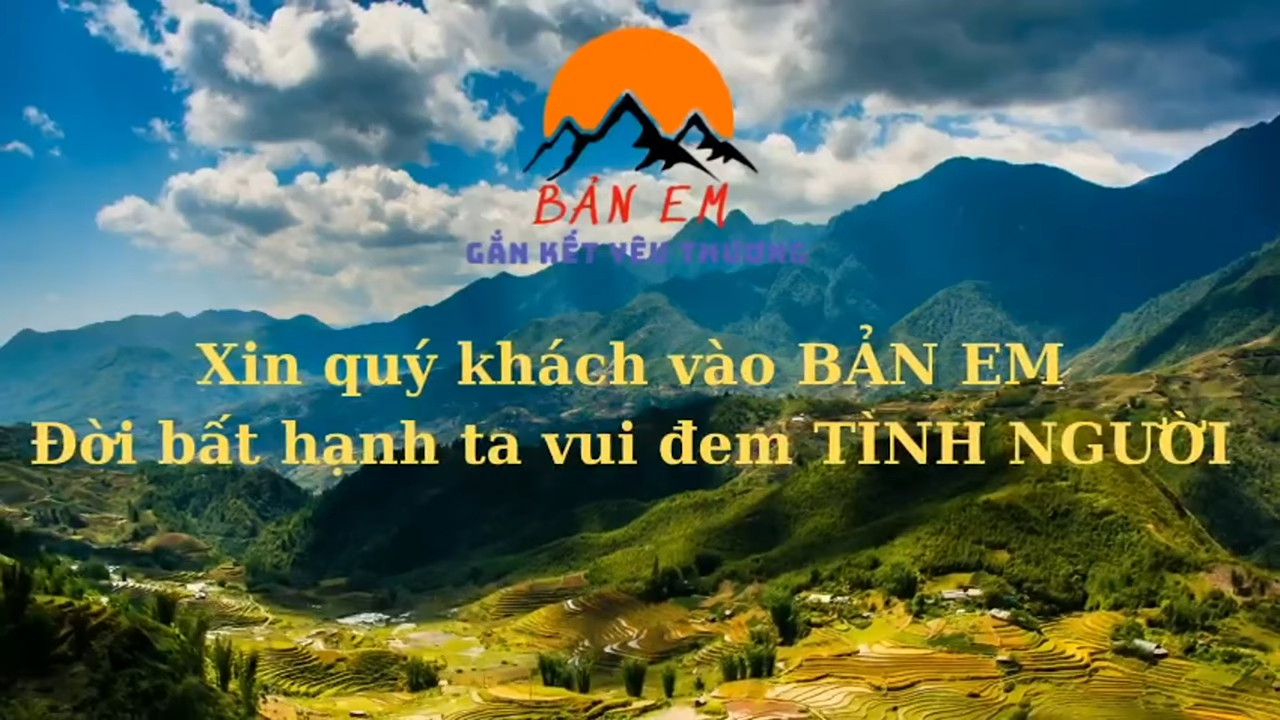 BẢN EM
GẮN KẾT YÊU THƯƠNG
Xin quý khách vào BẢN EM
Đời bất hạnh ta vui đem TÌNH NGƯỜI